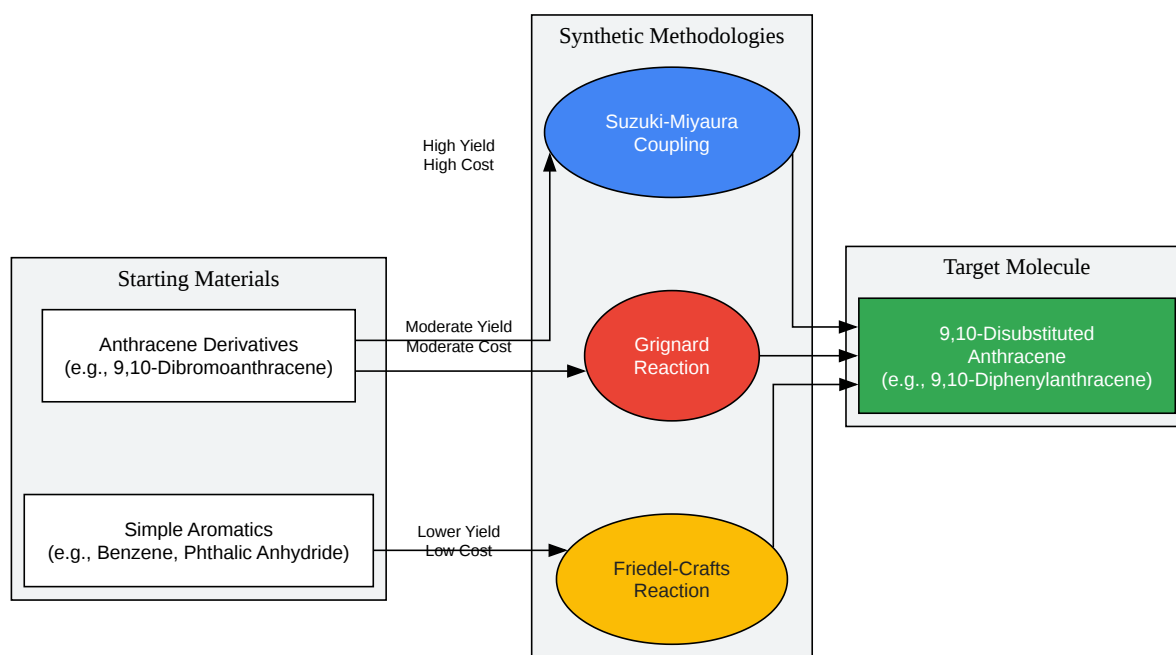 Synthetic Methodologies
Suzuki-Miyaura
Coupling
High Yield
High Cost
Starting Materials
Anthracene Derivatives
(e.g., 9,10-Dibromoanthracene)
Moderate Yield
Moderate Cost
Grignard
Reaction
Target Molecule
9,10-Disubstituted
Anthracene
(e.g., 9,10-Diphenylanthracene)
Simple Aromatics
(e.g., Benzene, Phthalic Anhydride)
Lower Yield
Low Cost
Friedel-Crafts
Reaction